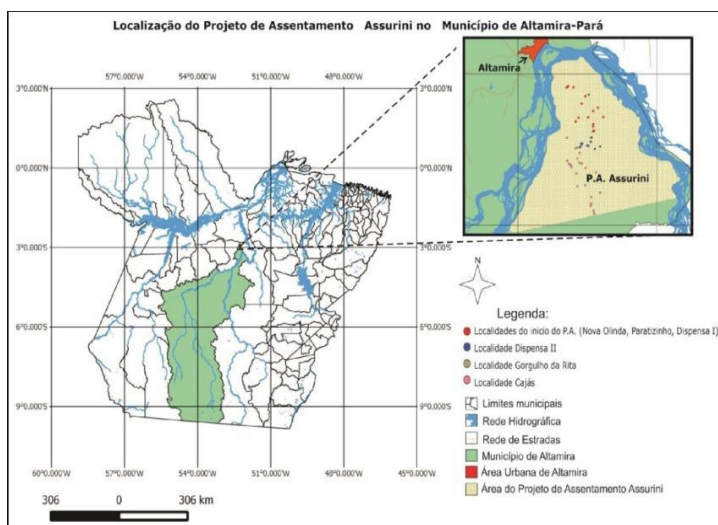 Localização do Projeto de Assentamento Assurini no Município de Altamira-Pará
57°0.000'W 54°0.000'W 51°0.000'W 48°0.000'W
3°0.000'N
0°0.000'
3°0.000'S
6°0.000'S
9°0.000'S
3°0.000'N
0°0.000'N
3°0.000'S
6°0.000'S
9°0.000'S
60°0.000'W 57°0.000'W 54°0.000'W 51°0.000'W 48°0.000'W 45°0.000'W
306 0 306 km
Altamira
P.A. Assurini
N
Legenda:
Localidades do inicio do P.A. (Nova Olinda, Paratizinho, Dispensa I)
Localidade Dispensa II
Localidade Gorgulho da Rita
Localidade Cajás
Limites municipais
Rede Hidrográfica
Rede de Estradas
Município de Altamira
Área Urbana de Altamira
Área do Projeto de Assentamento Assurini